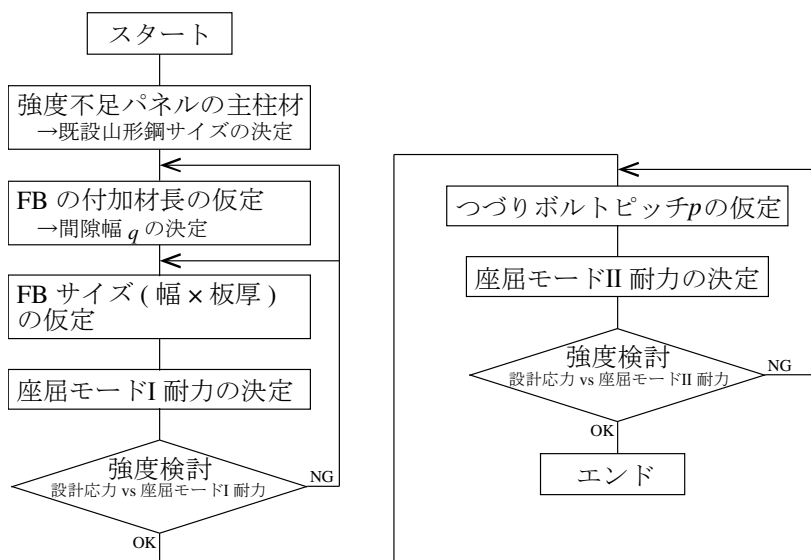 スタート
強度不足パネルの主柱材
→既設山形鋼サイズの決定
FB の付加材長の仮定
→間隙幅 q の決定
FB サイズ ( 幅 × 板厚 )
の仮定
座屈モードI 耐力の決定
強度検討
設計応力 vs 座屈モードI 耐力
NG
OK
つづりボルトピッチpの仮定
座屈モードII 耐力の決定
強度検討
設計応力 vs 座屈モードII 耐力
NG
OK
エンド